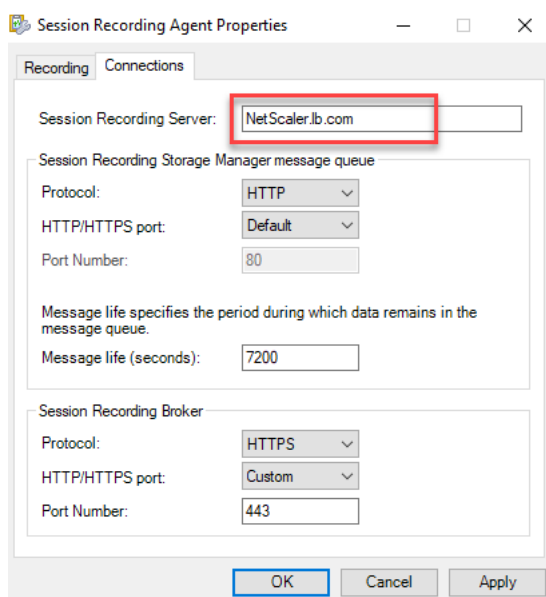 Session Recording Agent Properties
Recording
Connections
Session Recording Server:
NetScaler.lb.com
Session Recording Storage Manager message queue
Protocol:
HTTP
HTTP/HTTPS port:
Default
Port Number:
80
Message life specifies the period during which data remains in the
message queue.
Message life (seconds):
7200
Session Recording Broker
Protocol:
HTTPS
HTTP/HTTPS port:
Custom
Port Number:
443
OK
Cancel
Apply